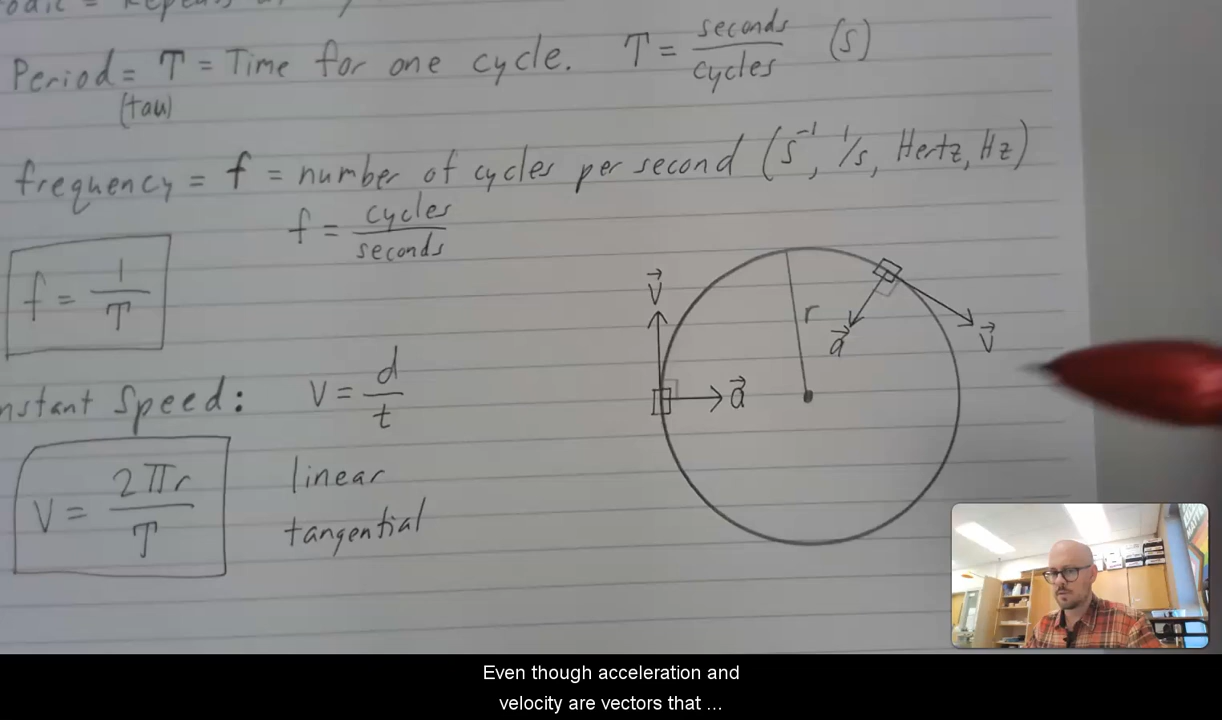 = Repeats
Period = T = Time for one cycle. T = seconds/cycles (s)
(tau)
frequency = f = number of cycles per second (s⁻¹, 1/s, Hertz, Hz)
f = cycles/seconds
f = 1/T
V⃗
r
a⃗
V⃗
a⃗
Speed: V = d/t
V = 2πr/T
linear
tangential
Even though acceleration and
velocity are vectors that ...